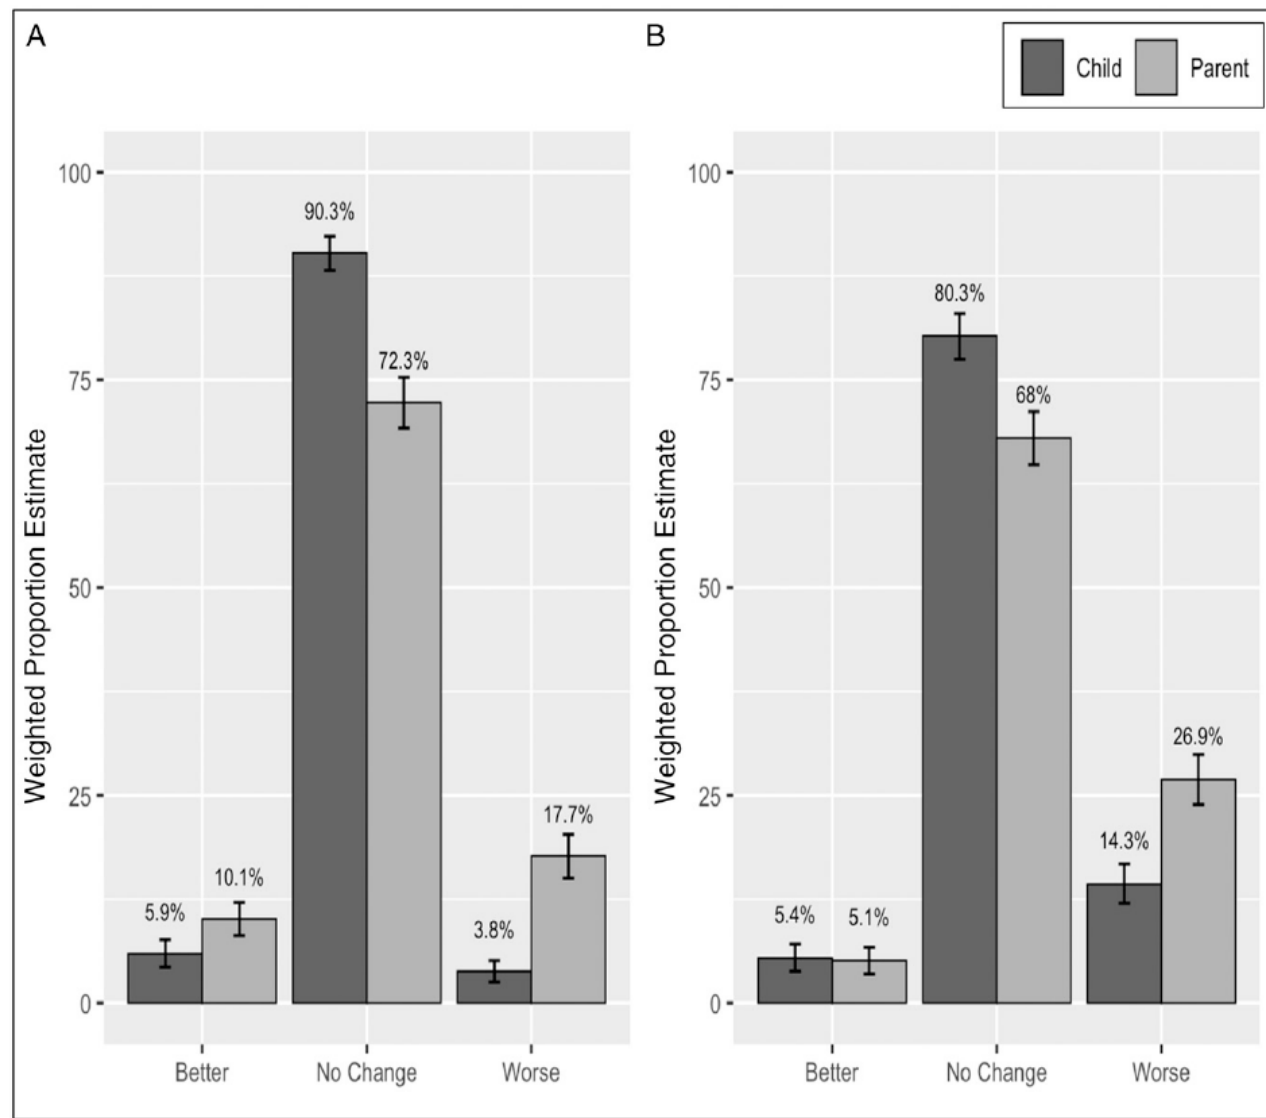 A
B
Child
Parent
Weighted Proportion Estimate
100
75
50
25
0
5.9%
10.1%
90.3%
72.3%
3.8%
17.7%
Better
No Change
Worse
Weighted Proportion Estimate
100
75
50
25
0
5.4%
5.1%
80.3%
68%
14.3%
26.9%
Better
No Change
Worse